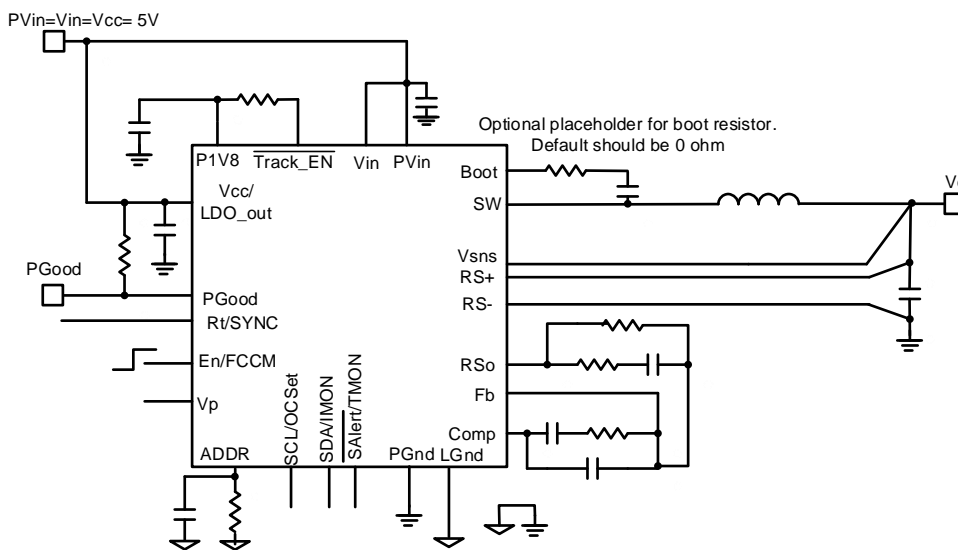 PVin=Vin=Vcc= 5V
Optional placeholder for boot resistor.
Default should be 0 ohm
P1V8
Track_EN
Vin
PVin
Boot
Vcc/
LDO_out
SW
Vsns
RS+
RS-
PGood
PGood
Rt/SYNC
En/FCCM
Vp
RSo
Fb
Comp
ADDR
SCL/OCSet
SDA/IMON
SAlert/TMON
PGnd
LGnd